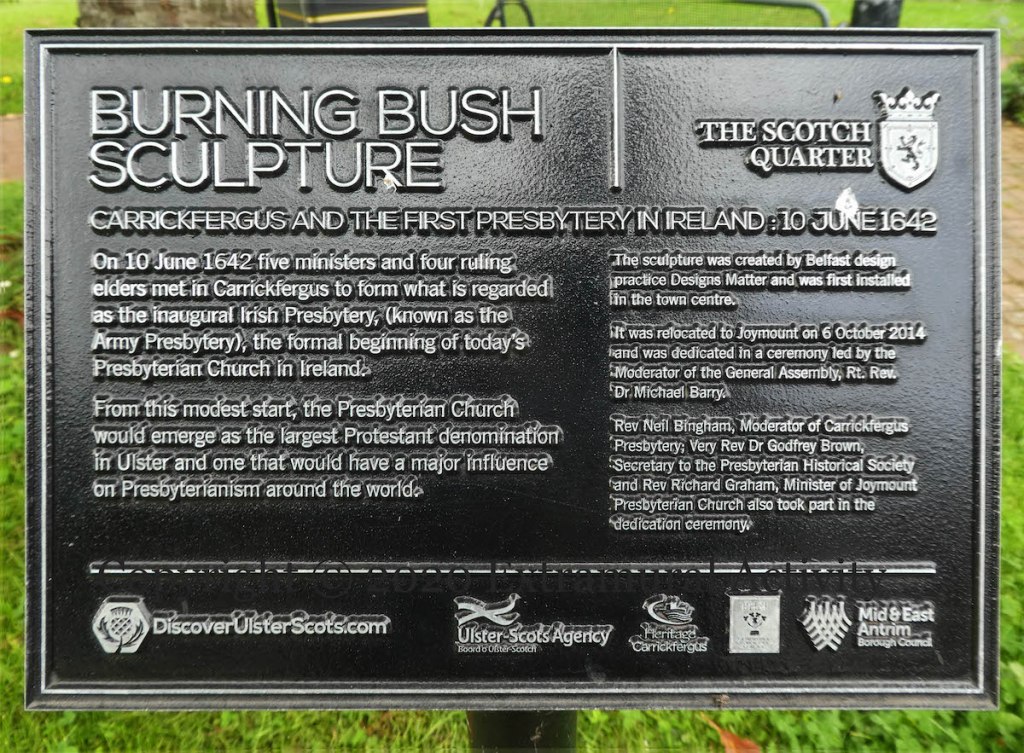 BURNING BUSH
SCULPTURE
THE SCOTCH
QUARTER
CARRICKFERGUS AND THE FIRST PRESBYTERY IN IRELAND : 10 JUNE 1642
On 10 June 1642 five ministers and four ruling
elders met in Carrickfergus to form what is regarded
as the inaugural Irish Presbytery, (known as the
Army Presbytery), the formal beginning of today's
Presbyterian Church in Ireland.
From this modest start, the Presbyterian Church
would emerge as the largest Protestant denomination
in Ulster and one that would have a major influence
on Presbyterianism around the world.
The sculpture was created by Belfast design
practice Designs Matter and was first installed
in the town centre.
It was relocated to Joymount on 6 October 2014
and was dedicated in a ceremony led by the
Moderator of the General Assembly, Rt. Rev.
Dr Michael Barry.
Rev Neil Bingham, Moderator of Carrickfergus
Presbytery; Very Rev Dr Godfrey Brown,
Secretary to the Presbyterian Historical Society
and Rev Richard Graham, Minister of Joymount
Presbyterian Church also took part in the
dedication ceremony.
Copyright © 2020 Extramural Activity
DiscoverUlsterScots.com
Ulster-Scots Agency
Boord o Ulster-Scotch
Heritage
Carrickfergus
Mid & East
Antrim
Borough Council